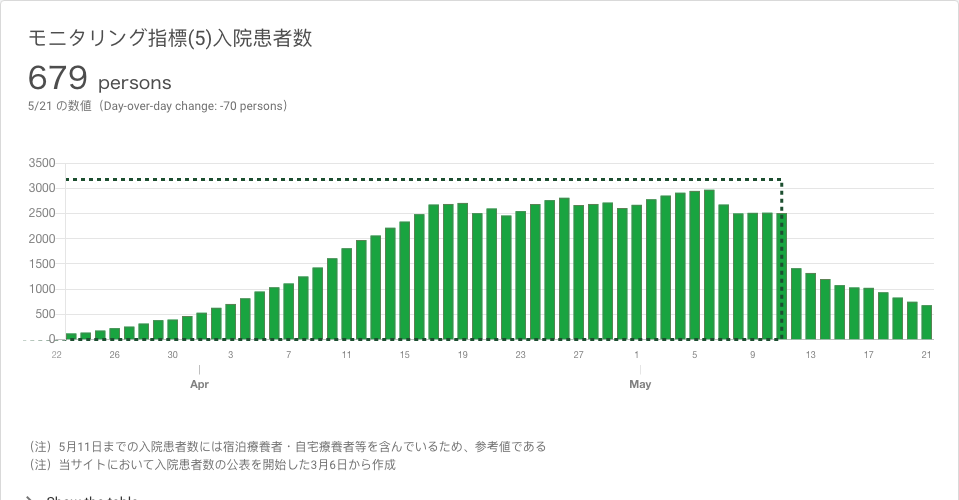 モニタリング指標(5)入院患者数
679 persons
5/21 の数値（Day-over-day change: -70 persons）
3500
3000
2500
2000
1500
1000
500
0
22 26 30 3 7 11 15 19 23 27 1 5 9 13 17 21
Apr May
（注）5月11日までの入院患者数には宿泊療養者・自宅療養者等を含んでいるため、参考値である
（注）当サイトにおいて入院患者数の公表を開始した3月6日から作成
Show the table